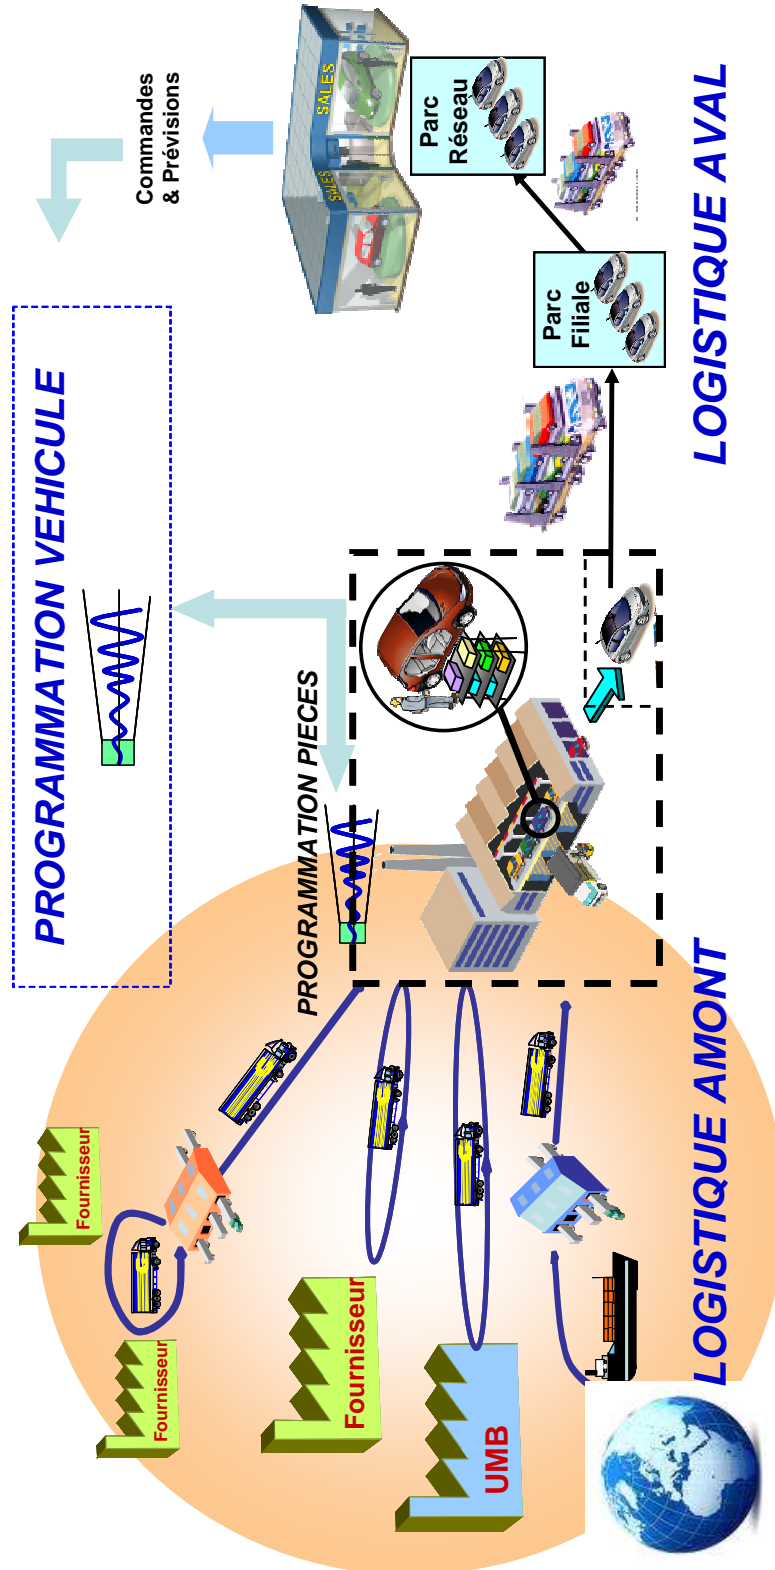 PROGRAMMATION VEHICULE
Commandes
& Prévisions
SALES
SALES
PROGRAMMATION PIECES
Fournisseur
Fournisseur
Fournisseur
UMB
Parc
Réseau
Parc
Filiale
LOGISTIQUE AMONT
LOGISTIQUE AVAL